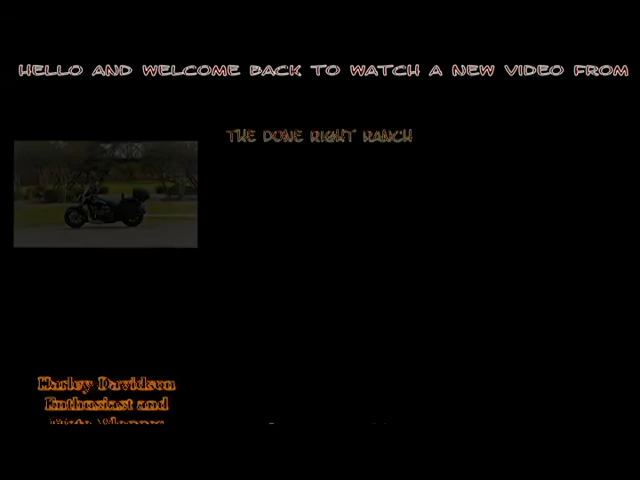 HELLO AND WELCOME BACK TO WATCH A NEW VIDEO FROM
THE DONE RIGHT RANCH
Harley Davidson
Enthusiast and